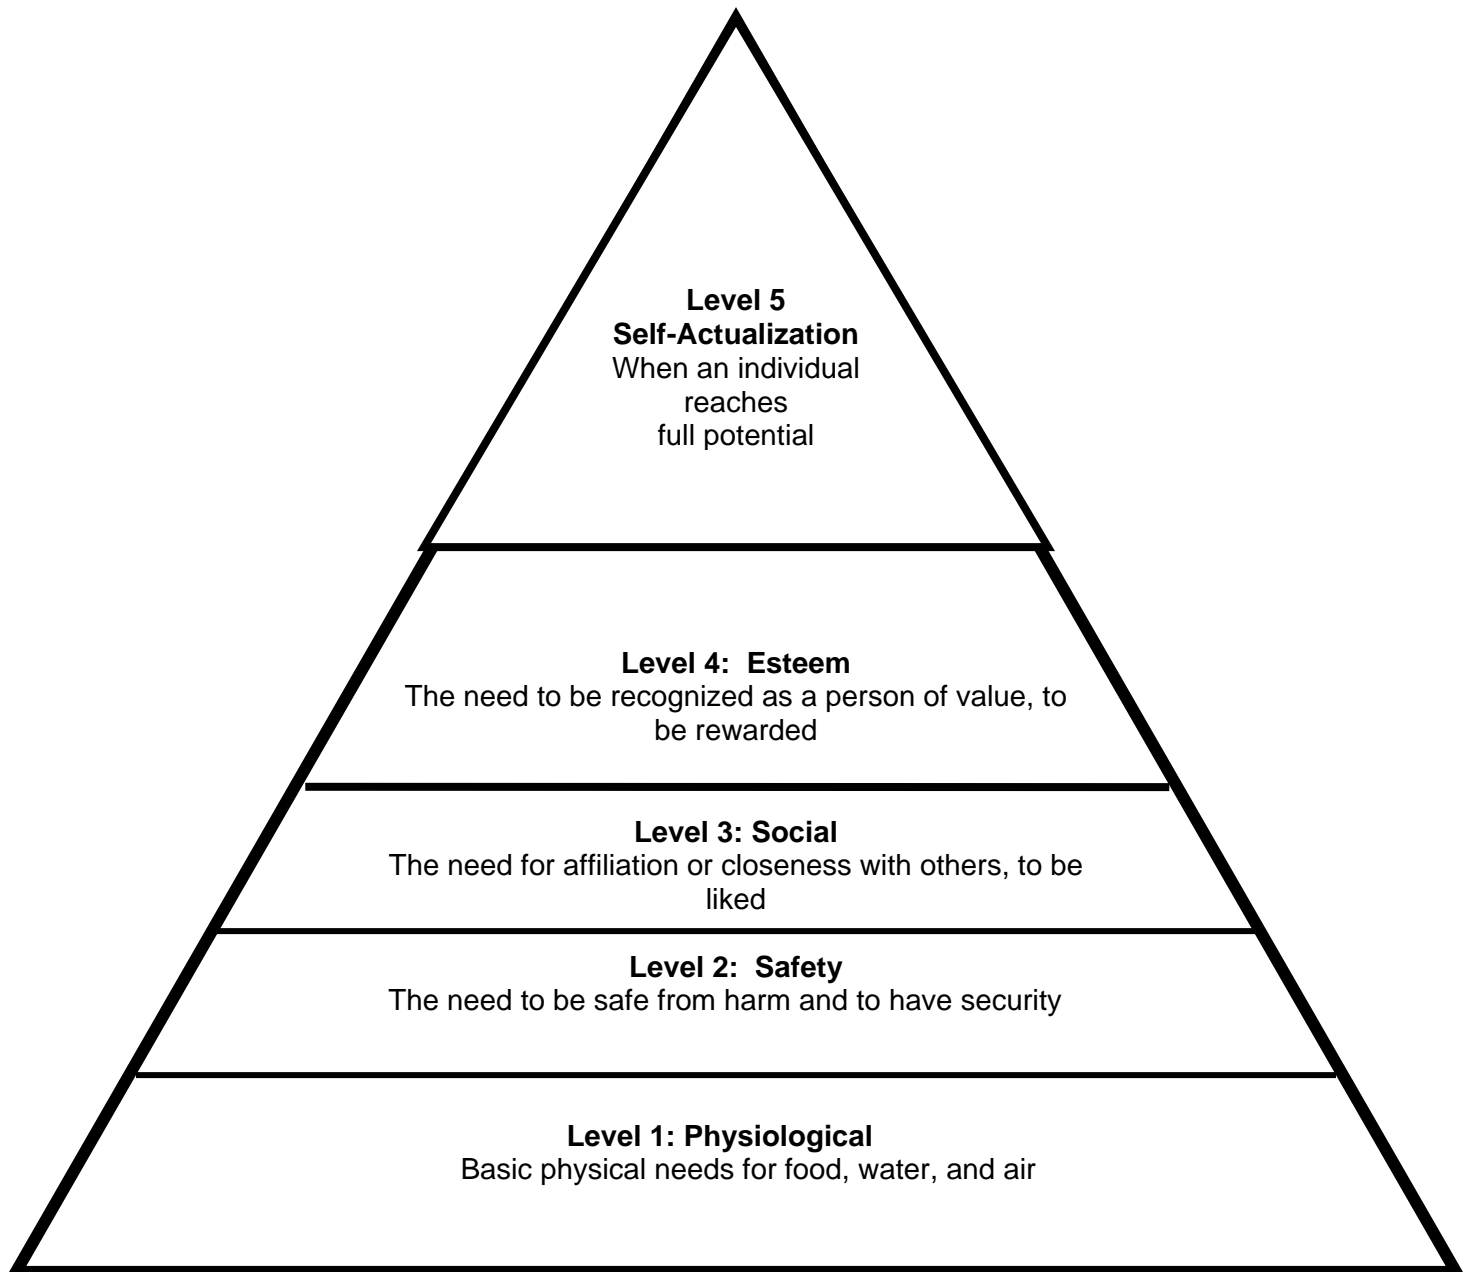 Level 5
Self-Actualization
When an individual
reaches
full potential
Level 4:  Esteem
The need to be recognized as a person of value, to
be rewarded
Level 3: Social
The need for affiliation or closeness with others, to be
liked
Level 2:  Safety
The need to be safe from harm and to have security
Level 1: Physiological
Basic physical needs for food, water, and air